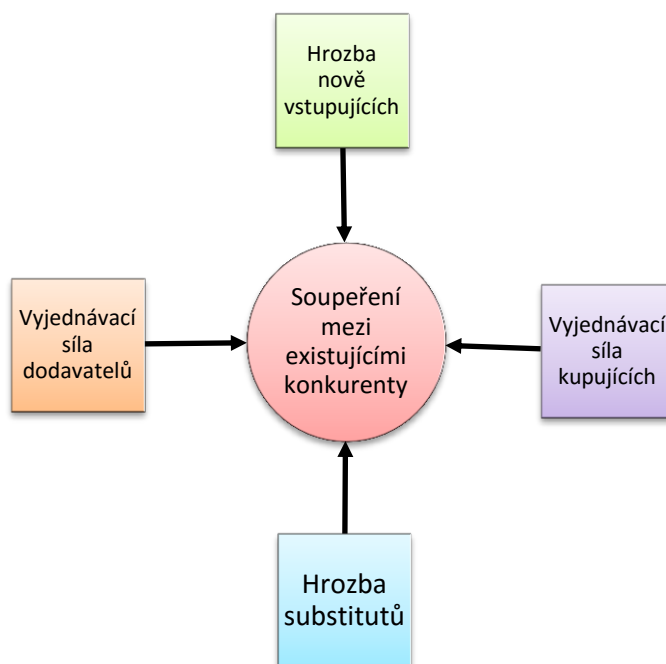 Hrozba
nově
vstupujících
Vyjednávací
síla
dodavatelů
Soupeření
mezi
existujícími
konkurenty
Vyjednávací
síla
kupujících
Hrozba
substitutů